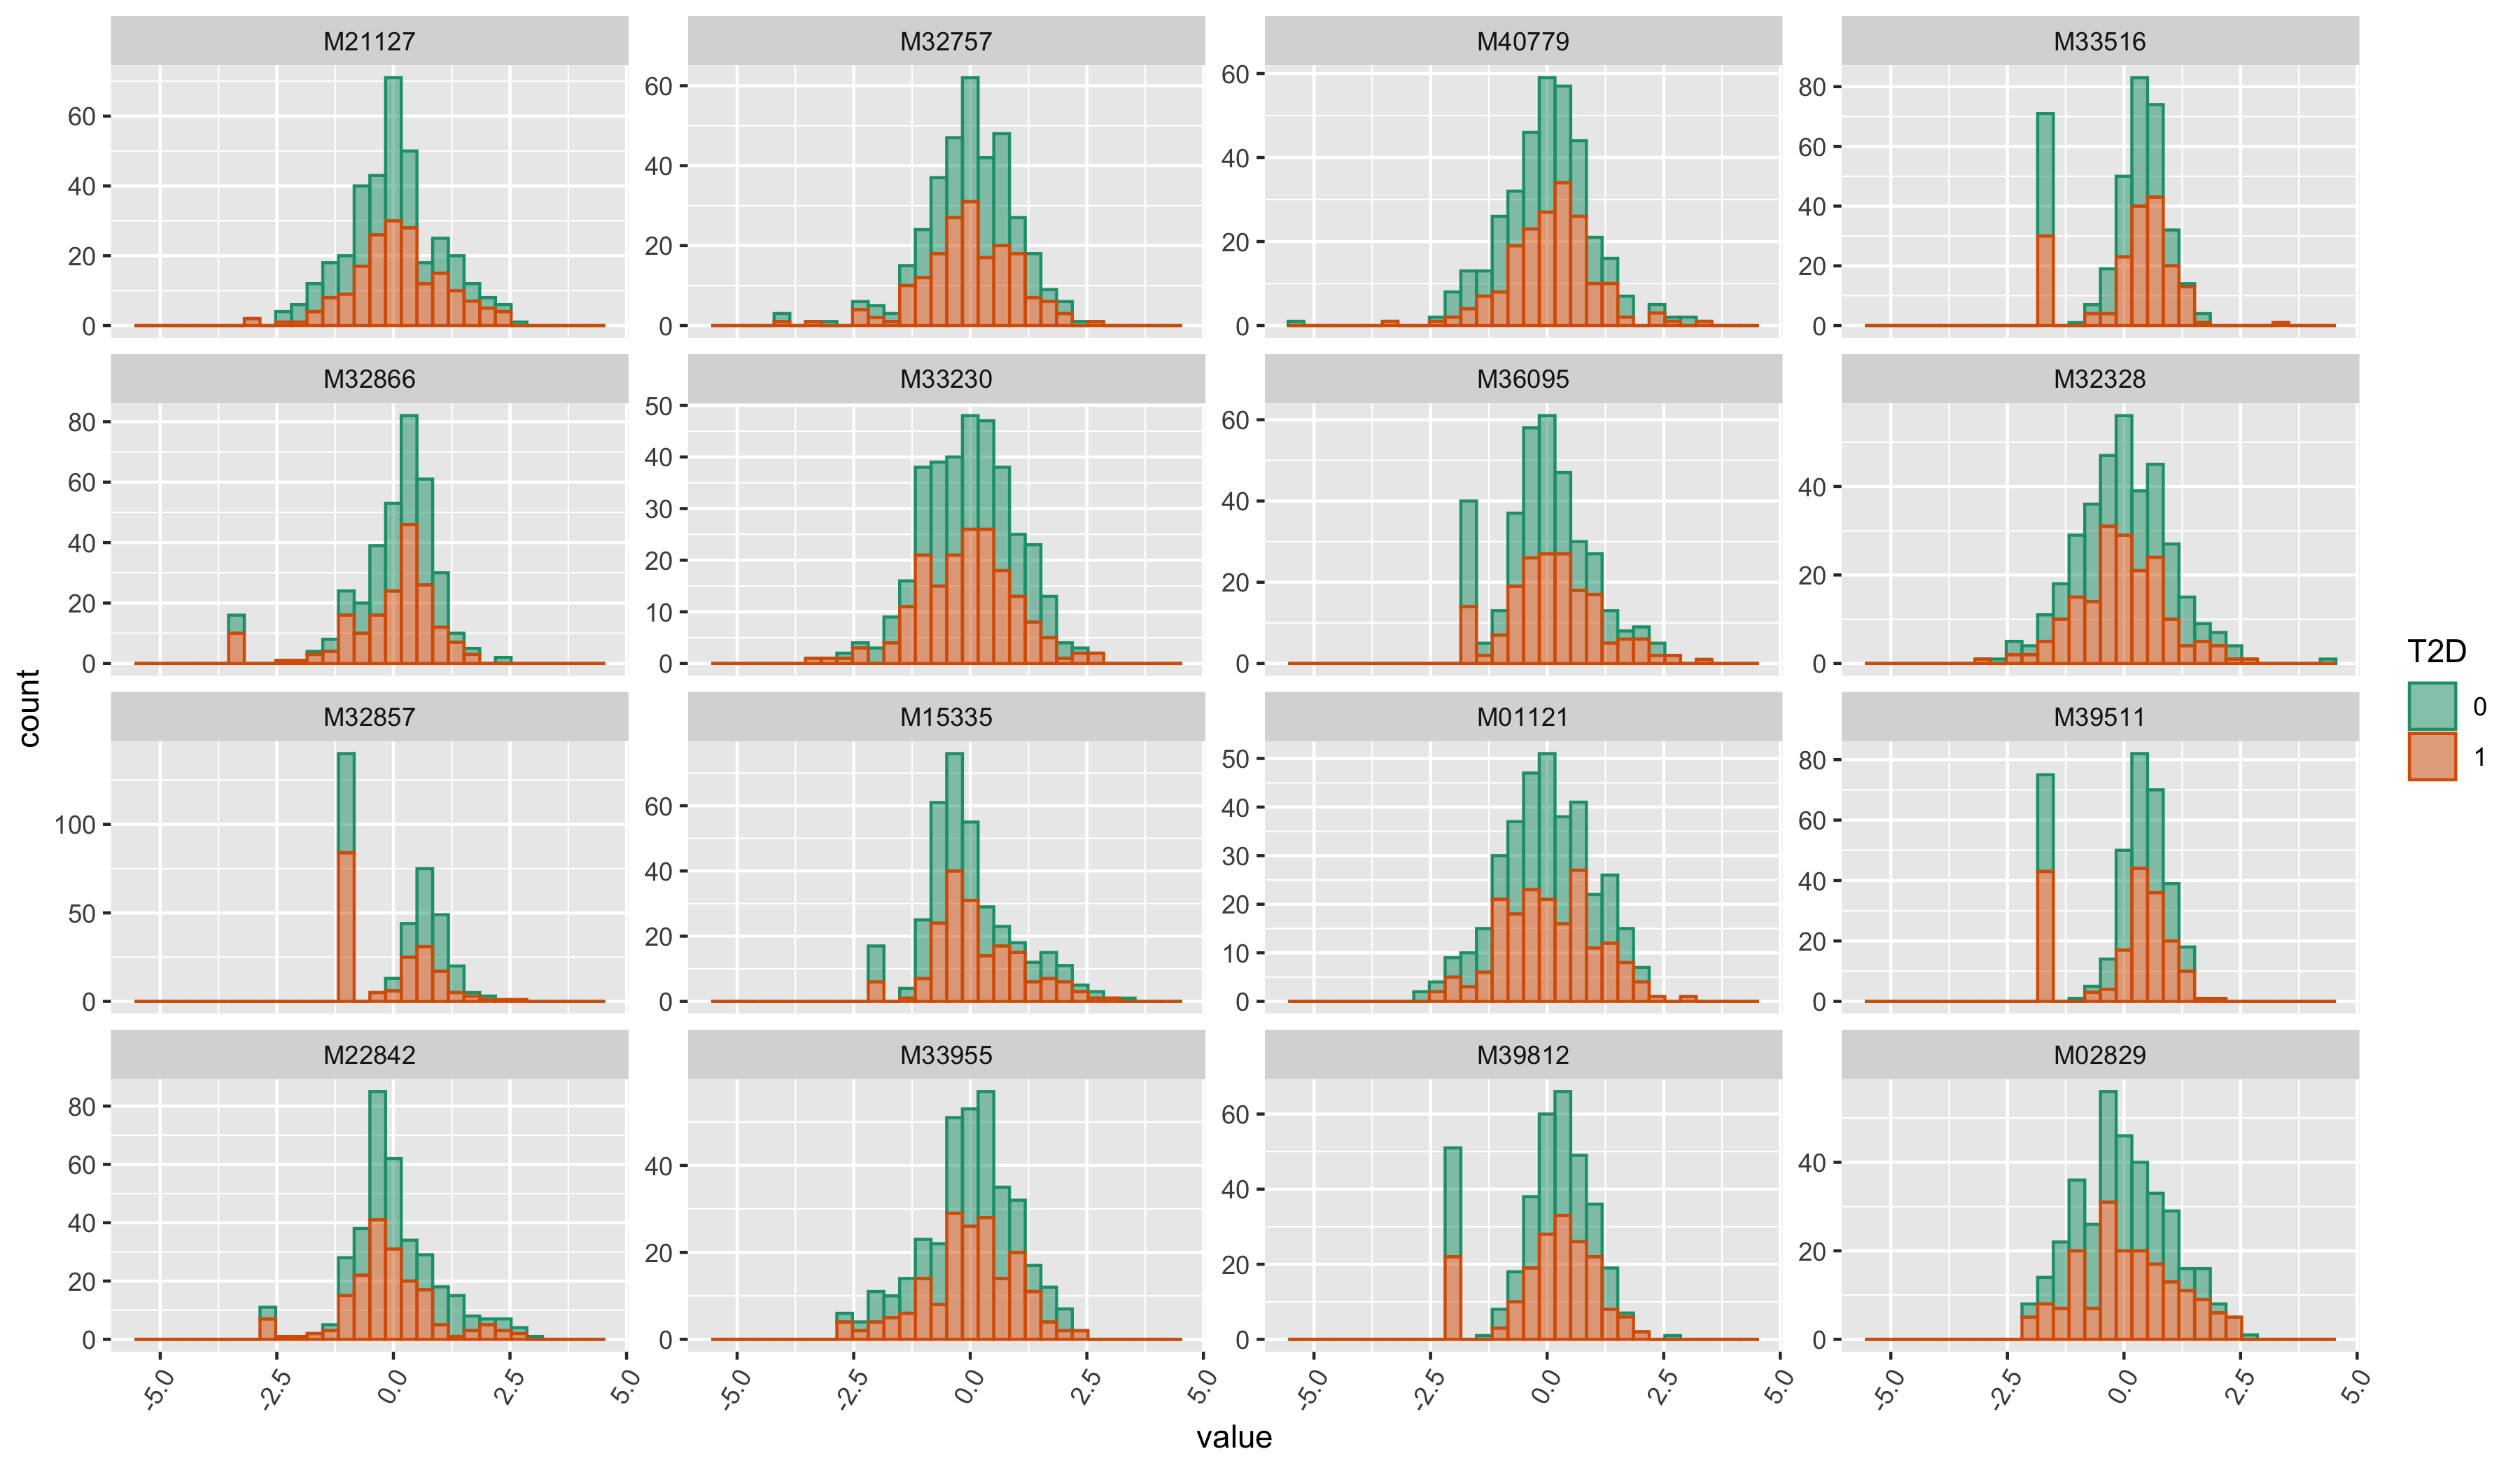 M21127 M32757 M40779 M33516
60 40 20 0
60 40 20 0
60 40 20 0
80 60 40 20 0
M32866 M33230 M36095 M32328
80 60 40 20 0
50 40 30 20 10 0
60 40 20 0
40 20 0
M32857 M15335 M01121 M39511
100 50 0
60 40 20 0
50 40 30 20 10 0
80 60 40 20 0
M22842 M33955 M39812 M02829
80 60 40 20 0
40 20 0
60 40 20 0
40 20 0
-5.0 -2.5 0.0 2.5 5.0
-5.0 -2.5 0.0 2.5 5.0
-5.0 -2.5 0.0 2.5 5.0
-5.0 -2.5 0.0 2.5 5.0
count
value
T2D
0
1